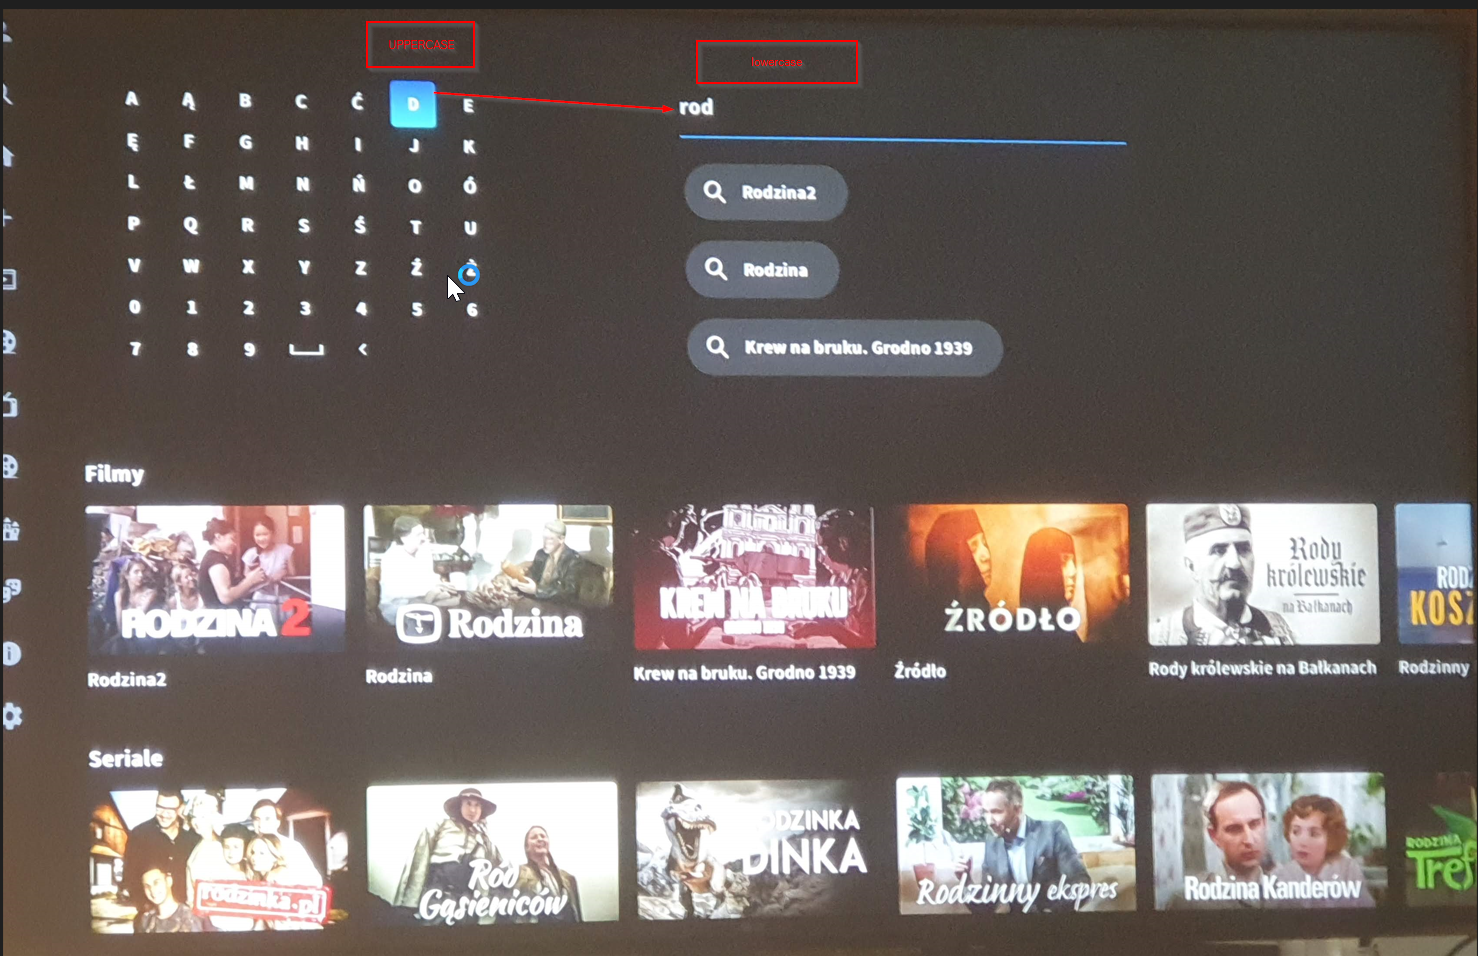 UPPERCASE
lowercase
A Ą B C Ć D E
Ę F G H I J K
L Ł M N Ń O Ó
P Q R S Ś T U
V W X Y Z Ź
0 1 2 3 4 5 6
7 8 9 <
rod
Rodzina2
Rodzina
Krew na bruku. Grodno 1939
Filmy
RODZINA 2
Rodzina
KREW NA BRUKU
ŹRÓDŁO
Rody
królewskie
na Bałkanach
Rodzina2
Rodzina
Krew na bruku. Grodno 1939
Źródło
Rody królewskie na Bałkanach
Rodzinny
Seriale
rodzinka.pl
Ród
Gąsieniców
DINKA
Rodzinny ekspres
Rodzina Kanderów
RODZINA